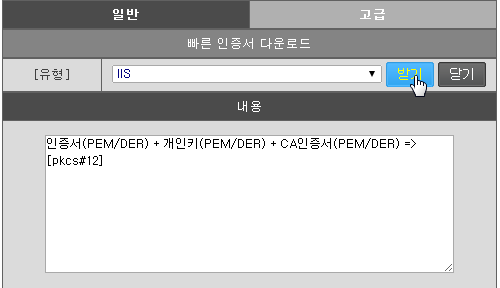 일반 고급
빠른 인증서 다운로드
[유형] IIS 받기 닫기
내용
인증서(PEM/DER) + 개인키(PEM/DER) + CA인증서(PEM/DER) =>
[pkcs#12]